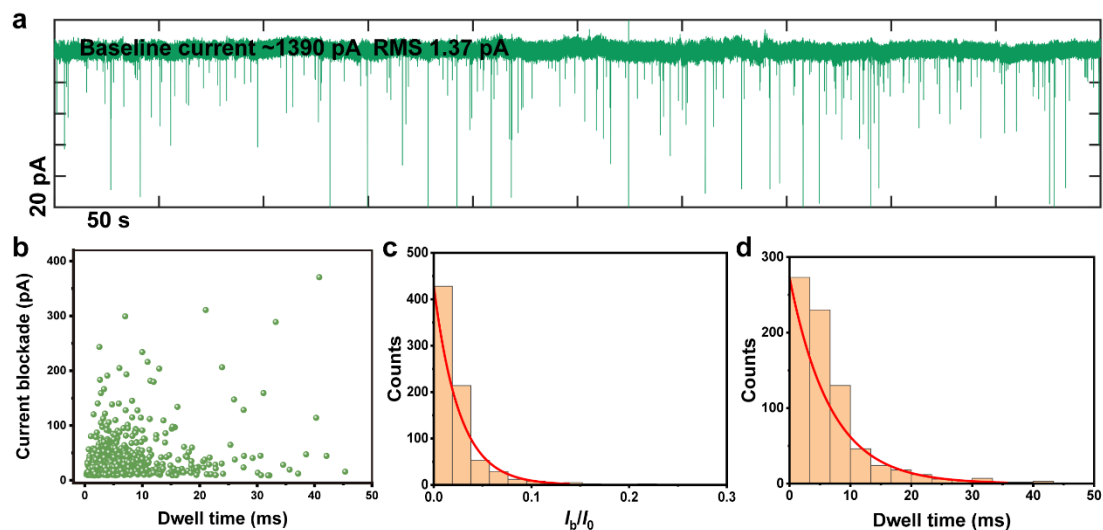 a
Baseline current ~1390 pA RMS 1.37 pA
20 pA
50 s
b
Current blockade (pA)
400
300
200
100
0
0 10 20 30 40 50
Dwell time (ms)
c
Counts
500
400
300
200
100
0
0.0 0.1 0.2 0.3
Ib/I0
d
Counts
300
200
100
0
0 10 20 30 40 50
Dwell time (ms)